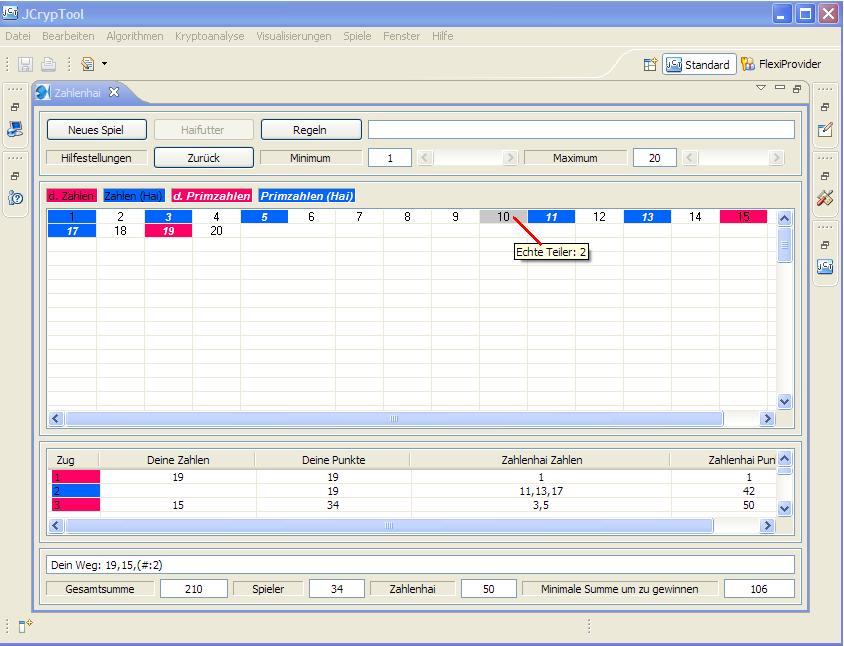 JCrypTool
Datei Bearbeiten Algorithmen Kryptoanalyse Visualisierungen Spiele Fenster Hilfe
JCT Standard FlexiProvider
Zahlenhai
Neues Spiel Haifutter Regeln
Hilfestellungen Zurück Minimum 1 Maximum 20
d. Zahlen Zahlen (Hai) d. Primzahlen Primzahlen (Hai)
1 2 3 4 5 6 7 8 9 10 11 12 13 14 15
17 18 19 20
Echte Teiler: 2
Zug Deine Zahlen Deine Punkte Zahlenhai Zahlen Zahlenhai Pun
1 19 19 1 1
2 19 11,13,17 42
3 15 34 3,5 50
Dein Weg: 19,15,(#:2)
Gesamtsumme 210 Spieler 34 Zahlenhai 50 Minimale Summe um zu gewinnen 106